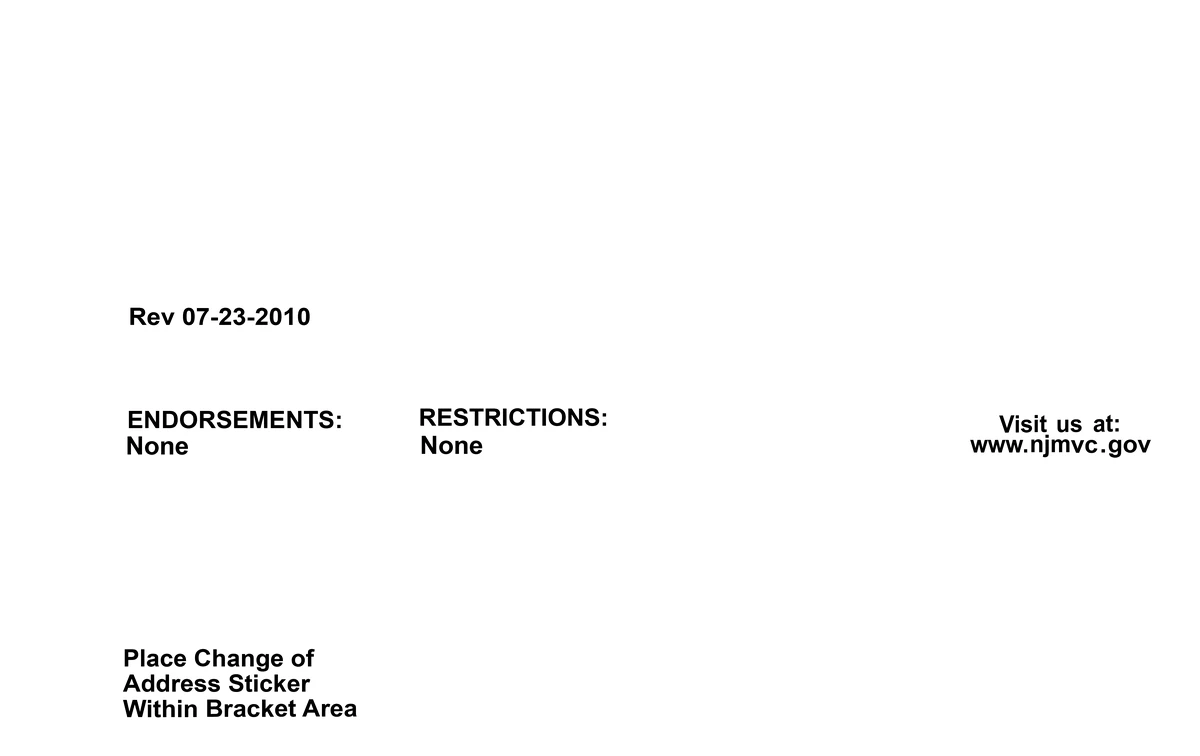 Rev 07-23-2010
ENDORSEMENTS:
None
RESTRICTIONS:
None
Visit us at:
www.njmvc.gov
Place Change of
Address Sticker
Within Bracket Area